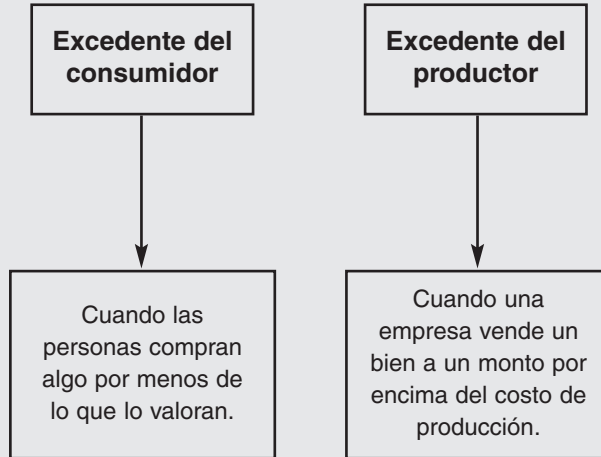 Excedente del
consumidor
Excedente del
productor
Cuando las
personas compran
algo por menos de
lo que lo valoran.
Cuando una
empresa vende un
bien a un monto por
encima del costo de
producción.